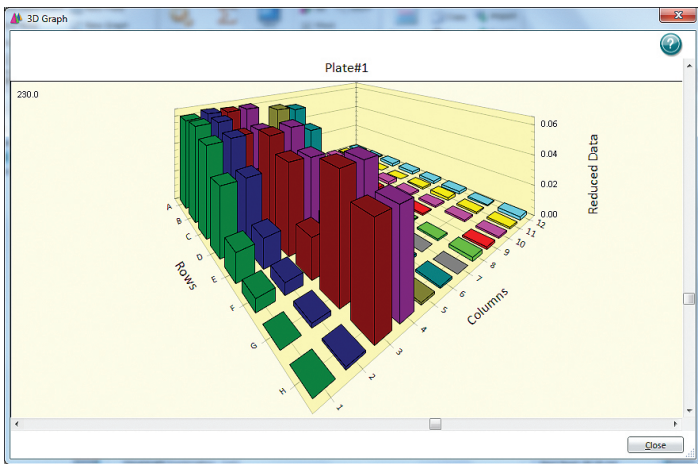 3D Graph
Plate#1
230.0
0.06
0.04
0.02
0.00
Reduced Data
A
B
C
D
E
F
G
H
Rows
1
2
3
4
5
6
7
8
9
10
11
12
Columns
Close